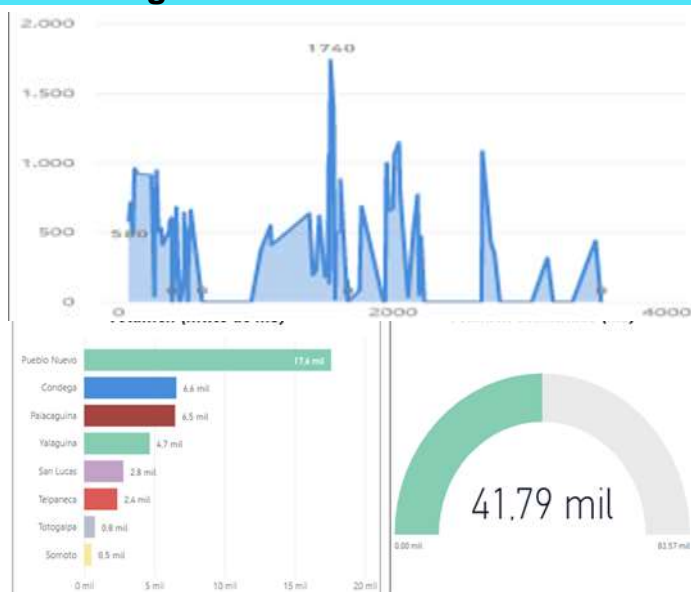 2.000
1740
1.500
1.000
500
0
0 2000 4000
Pueblo Nuevo 17,6 mil
Condega 6.6 mil
Palacaguina 6.5 mil
Yalaguina 4.7 mil
San Lucas 2.8 mil
Telpaneca 2.4 mil
Totogalpa 0.8 mil
Somoto 0.5 mil
0 mil 5 mil 10 mil 15 mil 20 mil
41,79 mil
0.00 mil 83.57 mil